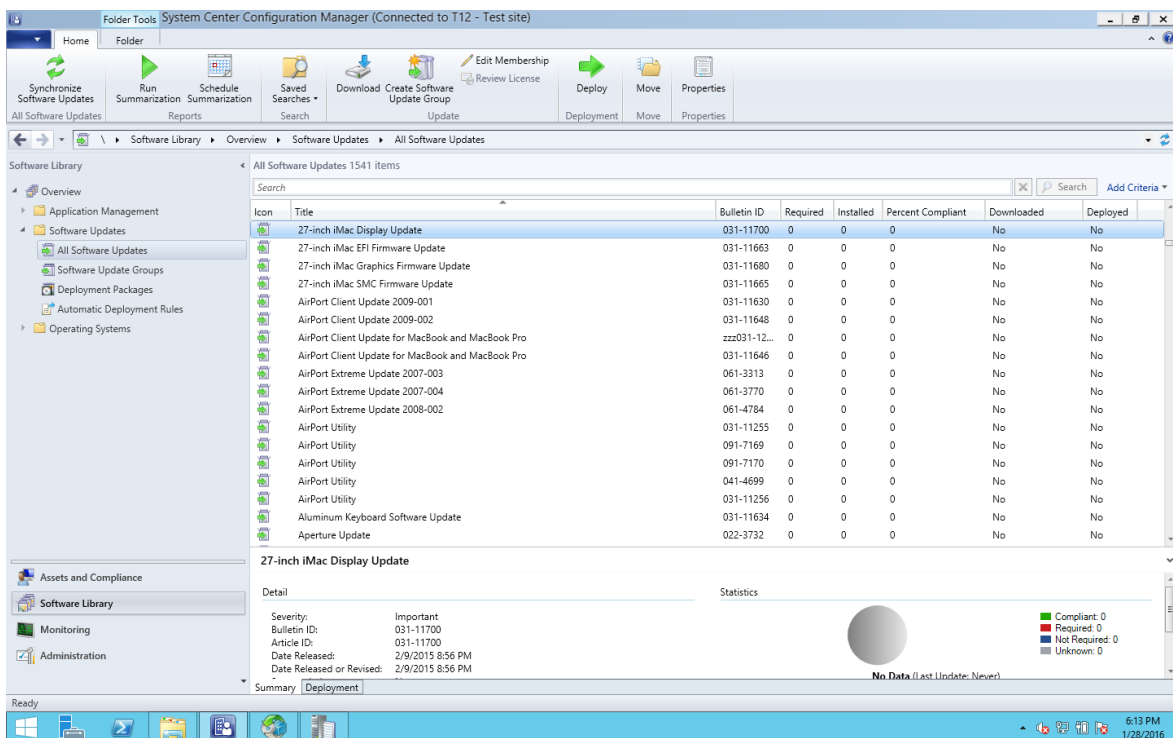 Folder Tools System Center Configuration Manager (Connected to T12 - Test site)
Home Folder
Synchronize Software Updates
Run Summarization
Schedule Summarization
Saved Searches
Download
Create Software Update Group
Edit Membership
Review License
Deploy
Move
Properties
All Software Updates Reports Search Update Deployment Move Properties
\ Software Library Overview Software Updates All Software Updates
Software Library
Overview
Application Management
Software Updates
All Software Updates
Software Update Groups
Deployment Packages
Automatic Deployment Rules
Operating Systems
Assets and Compliance
Software Library
Monitoring
Administration
All Software Updates 1541 items
Search Search Add Criteria
Icon Title Bulletin ID Required Installed Percent Compliant Downloaded Deployed
27-inch iMac Display Update 031-11700 0 0 0 No No
27-inch iMac EFI Firmware Update 031-11663 0 0 0 No No
27-inch iMac Graphics Firmware Update 031-11680 0 0 0 No No
27-inch iMac SMC Firmware Update 031-11665 0 0 0 No No
AirPort Client Update 2009-001 031-11630 0 0 0 No No
AirPort Client Update 2009-002 031-11648 0 0 0 No No
AirPort Client Update for MacBook and MacBook Pro zzz031-12... 0 0 0 No No
AirPort Client Update for MacBook and MacBook Pro 031-11646 0 0 0 No No
AirPort Extreme Update 2007-003 061-3313 0 0 0 No No
AirPort Extreme Update 2007-004 061-3770 0 0 0 No No
AirPort Extreme Update 2008-002 061-4784 0 0 0 No No
AirPort Utility 031-11255 0 0 0 No No
AirPort Utility 091-7169 0 0 0 No No
AirPort Utility 091-7170 0 0 0 No No
AirPort Utility 041-4699 0 0 0 No No
AirPort Utility 031-11256 0 0 0 No No
Aluminum Keyboard Software Update 031-11634 0 0 0 No No
Aperture Update 022-3732 0 0 0 No No
27-inch iMac Display Update
Detail
Severity: Important
Bulletin ID: 031-11700
Article ID: 031-11700
Date Released: 2/9/2015 8:56 PM
Date Released or Revised: 2/9/2015 8:56 PM
Statistics
Compliant: 0
Required: 0
Not Required: 0
Unknown: 0
No Data (Last Update: Never)
Summary Deployment
Ready
6:13 PM
1/28/2016